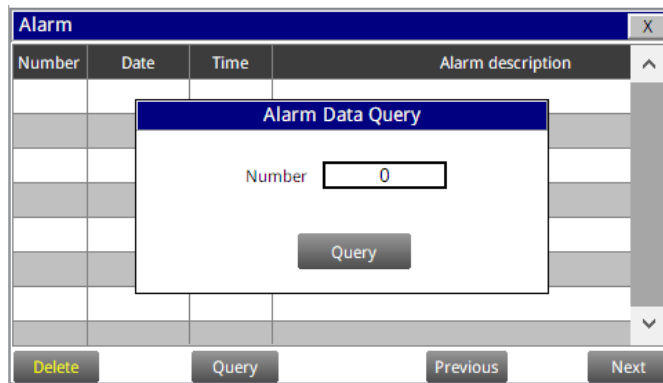 Alarm X
Number Date Time Alarm description
Alarm Data Query
Number 0
Query
Delete Query Previous Next